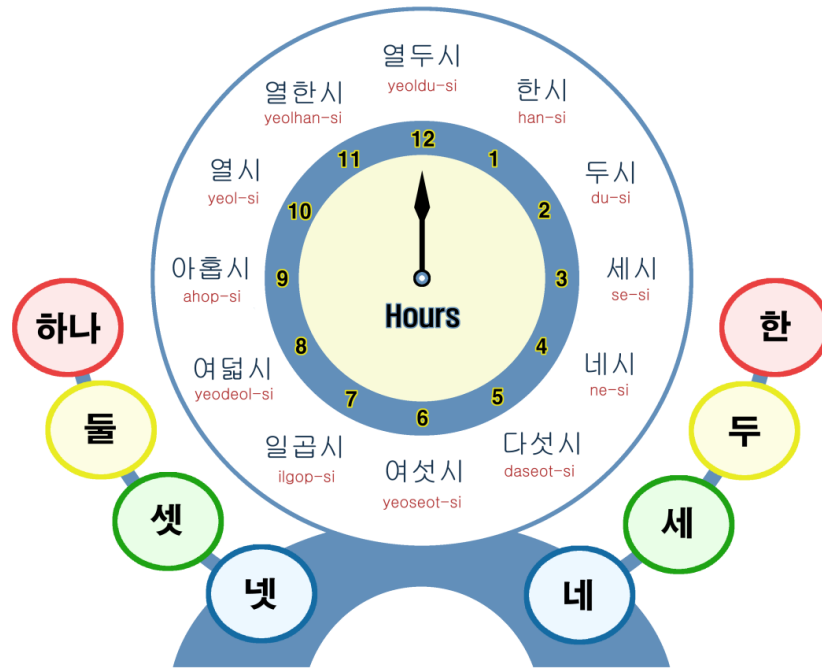 열두시
yeoldu-si
한시
han-si
두시
du-si
세시
se-si
네시
ne-si
다섯시
daseot-si
여섯시
yeoseot-si
일곱시
ilgop-si
여덟시
yeodeol-si
아홉시
ahop-si
열시
yeol-si
열한시
yeolhan-si
12
1
2
3
4
5
6
7
8
9
10
11
Hours
하나
둘
셋
넷
한
두
세
네